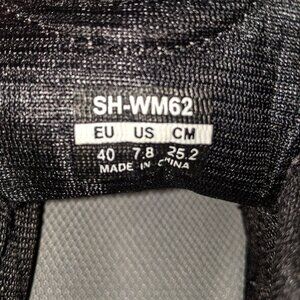 SH-WM62
EU US CM
40 7.8 25.2
MADE IN CHINA